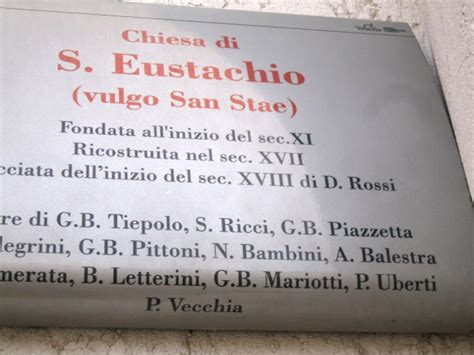 Chiesa di
S. Eustachio
(vulgo San Stae)
Fondata all'inizio del sec.XI
Ricostruita nel sec. XVII
cciata dell'inizio del sec. XVIII di D. Rossi
re di G.B. Tiepolo, S. Ricci, G.B. Piazzetta
legrini, G.B. Pittoni, N. Bambini, A. Balestra
merata, B. Letterini, G.B. Mariotti, P. Uberti
P. Vecchia